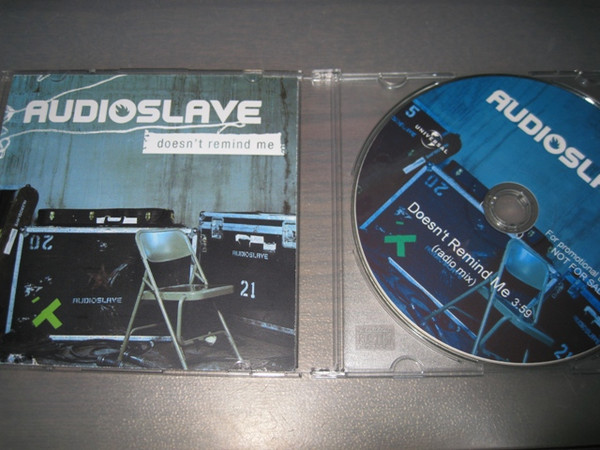 AUDIOSLAVE
doesn't remind me
20
AUDIOSLAVE
AUDIOSLAVE
21
AUDIOSLA
5
UNIVERSAL
20
Doesn't Remind Me 3:59
(radio mix)
For promotional
NOT FOR SA
21